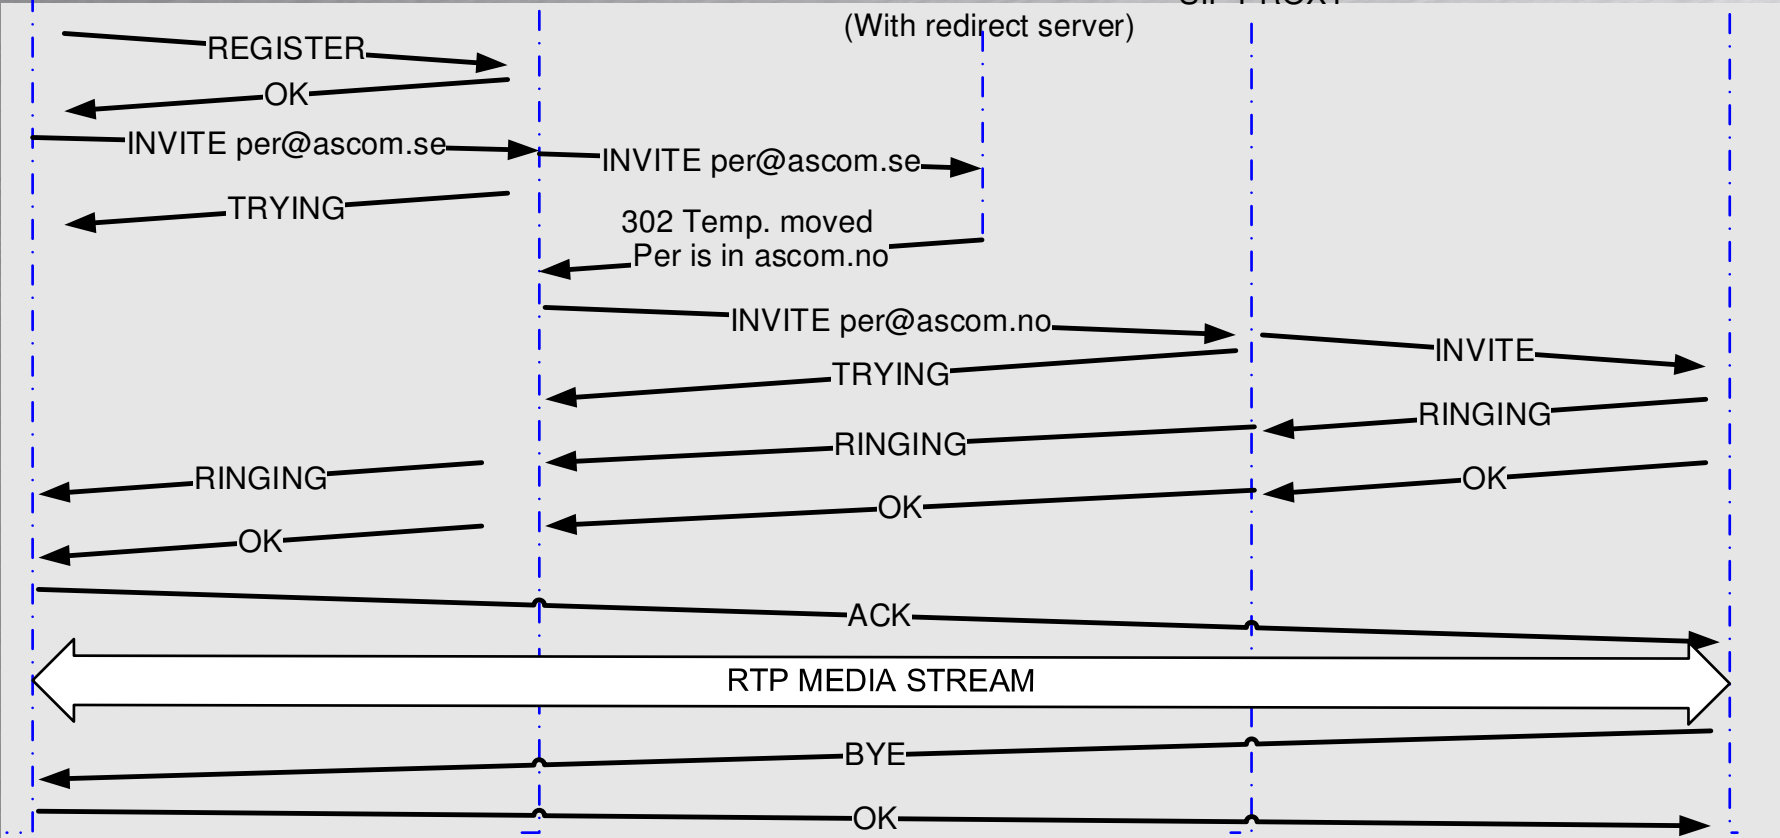 (With redirect server)
REGISTER
OK
INVITE per@ascom.se
INVITE per@ascom.se
TRYING
302 Temp. moved
Per is in ascom.no
INVITE per@ascom.no
INVITE
TRYING
RINGING
RINGING
RINGING
OK
OK
OK
ACK
RTP MEDIA STREAM
BYE
OK